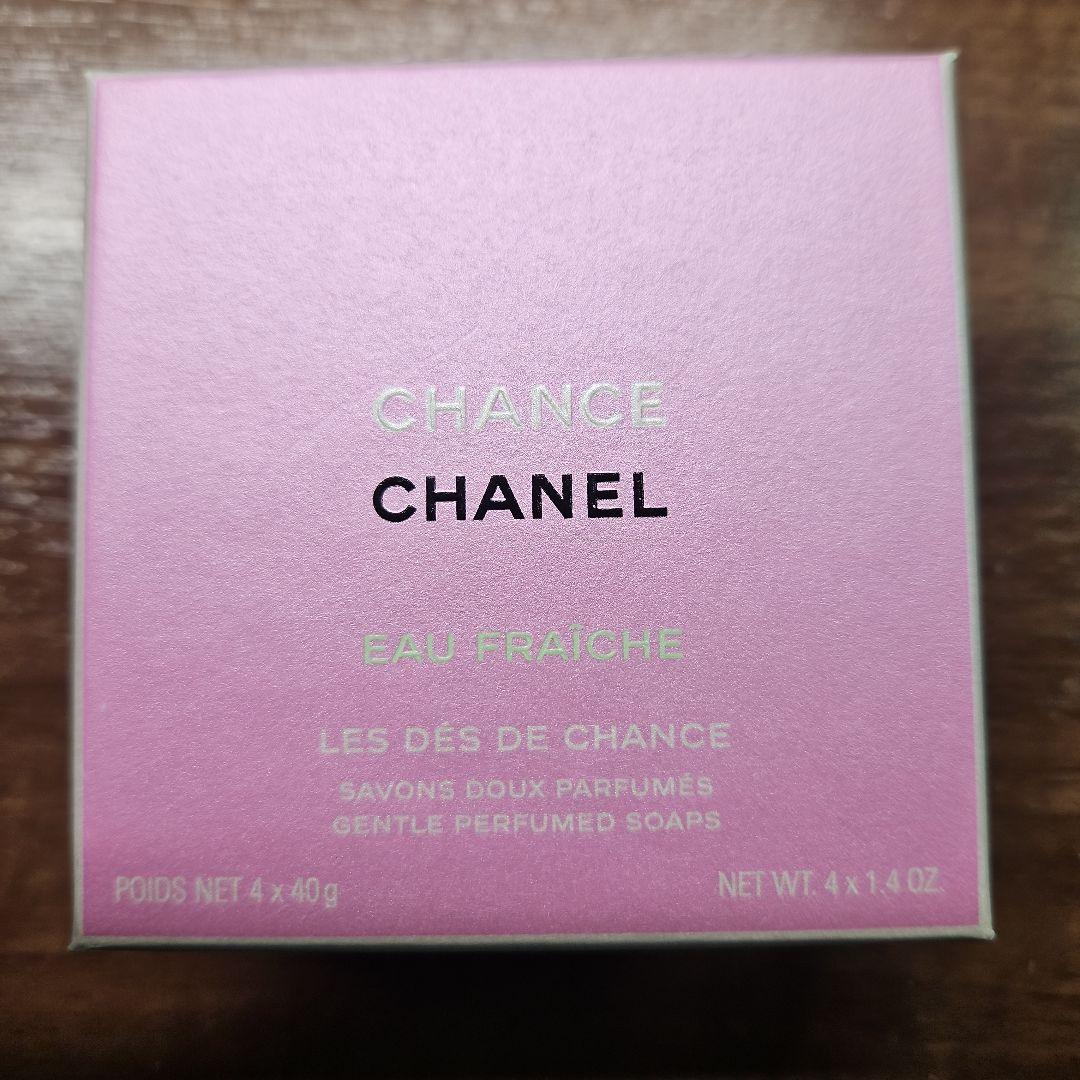 CHANCE
CHANEL
EAU FRAÎCHE
LES DÉS DE CHANCE
SAVONS DOUX PARFUMÉS
GENTLE PERFUMED SOAPS
POIDS NET 4 x 40 g
NET WT. 4 x 1.4 OZ.